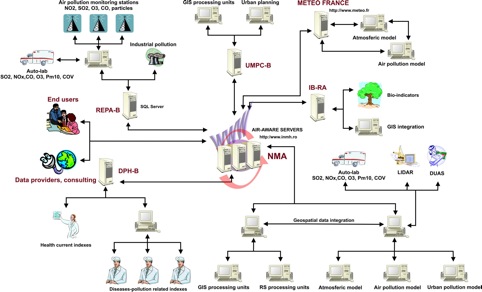 Air pollution monitoring stations
NO2, SO2, O3, CO, particles
GIS processing units
Urban planning
METEO FRANCE
http://www.meteo.fr
Industrial pollution
Atmosferic model
Auto-lab
SO2, NOx,CO, O3, Pm10, COV
UMPC-B
Air pollution model
IB-RA
SQL Server
REPA-B
Bio-indicators
End users
AIR-AWARE SERVERS
http://www.inmh.ro
GIS integration
NMA
Data providers, consulting
DPH-B
Auto-lab
SO2, NOx,CO, O3, Pm10, COV
LIDAR
DUAS
Geospatial data integration
Health current indexes
Diseases-pollution related indexes
GIS processing units
RS processing units
Atmosferic model
Air pollution model
Urban pollution model